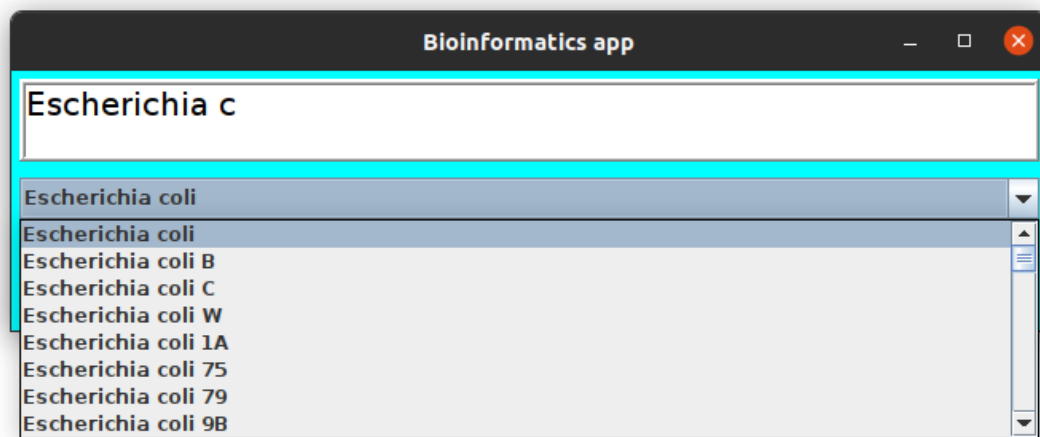 Bioinformatics app
Escherichia c
Escherichia coli
Escherichia coli
Escherichia coli B
Escherichia coli C
Escherichia coli W
Escherichia coli 1A
Escherichia coli 75
Escherichia coli 79
Escherichia coli 9B